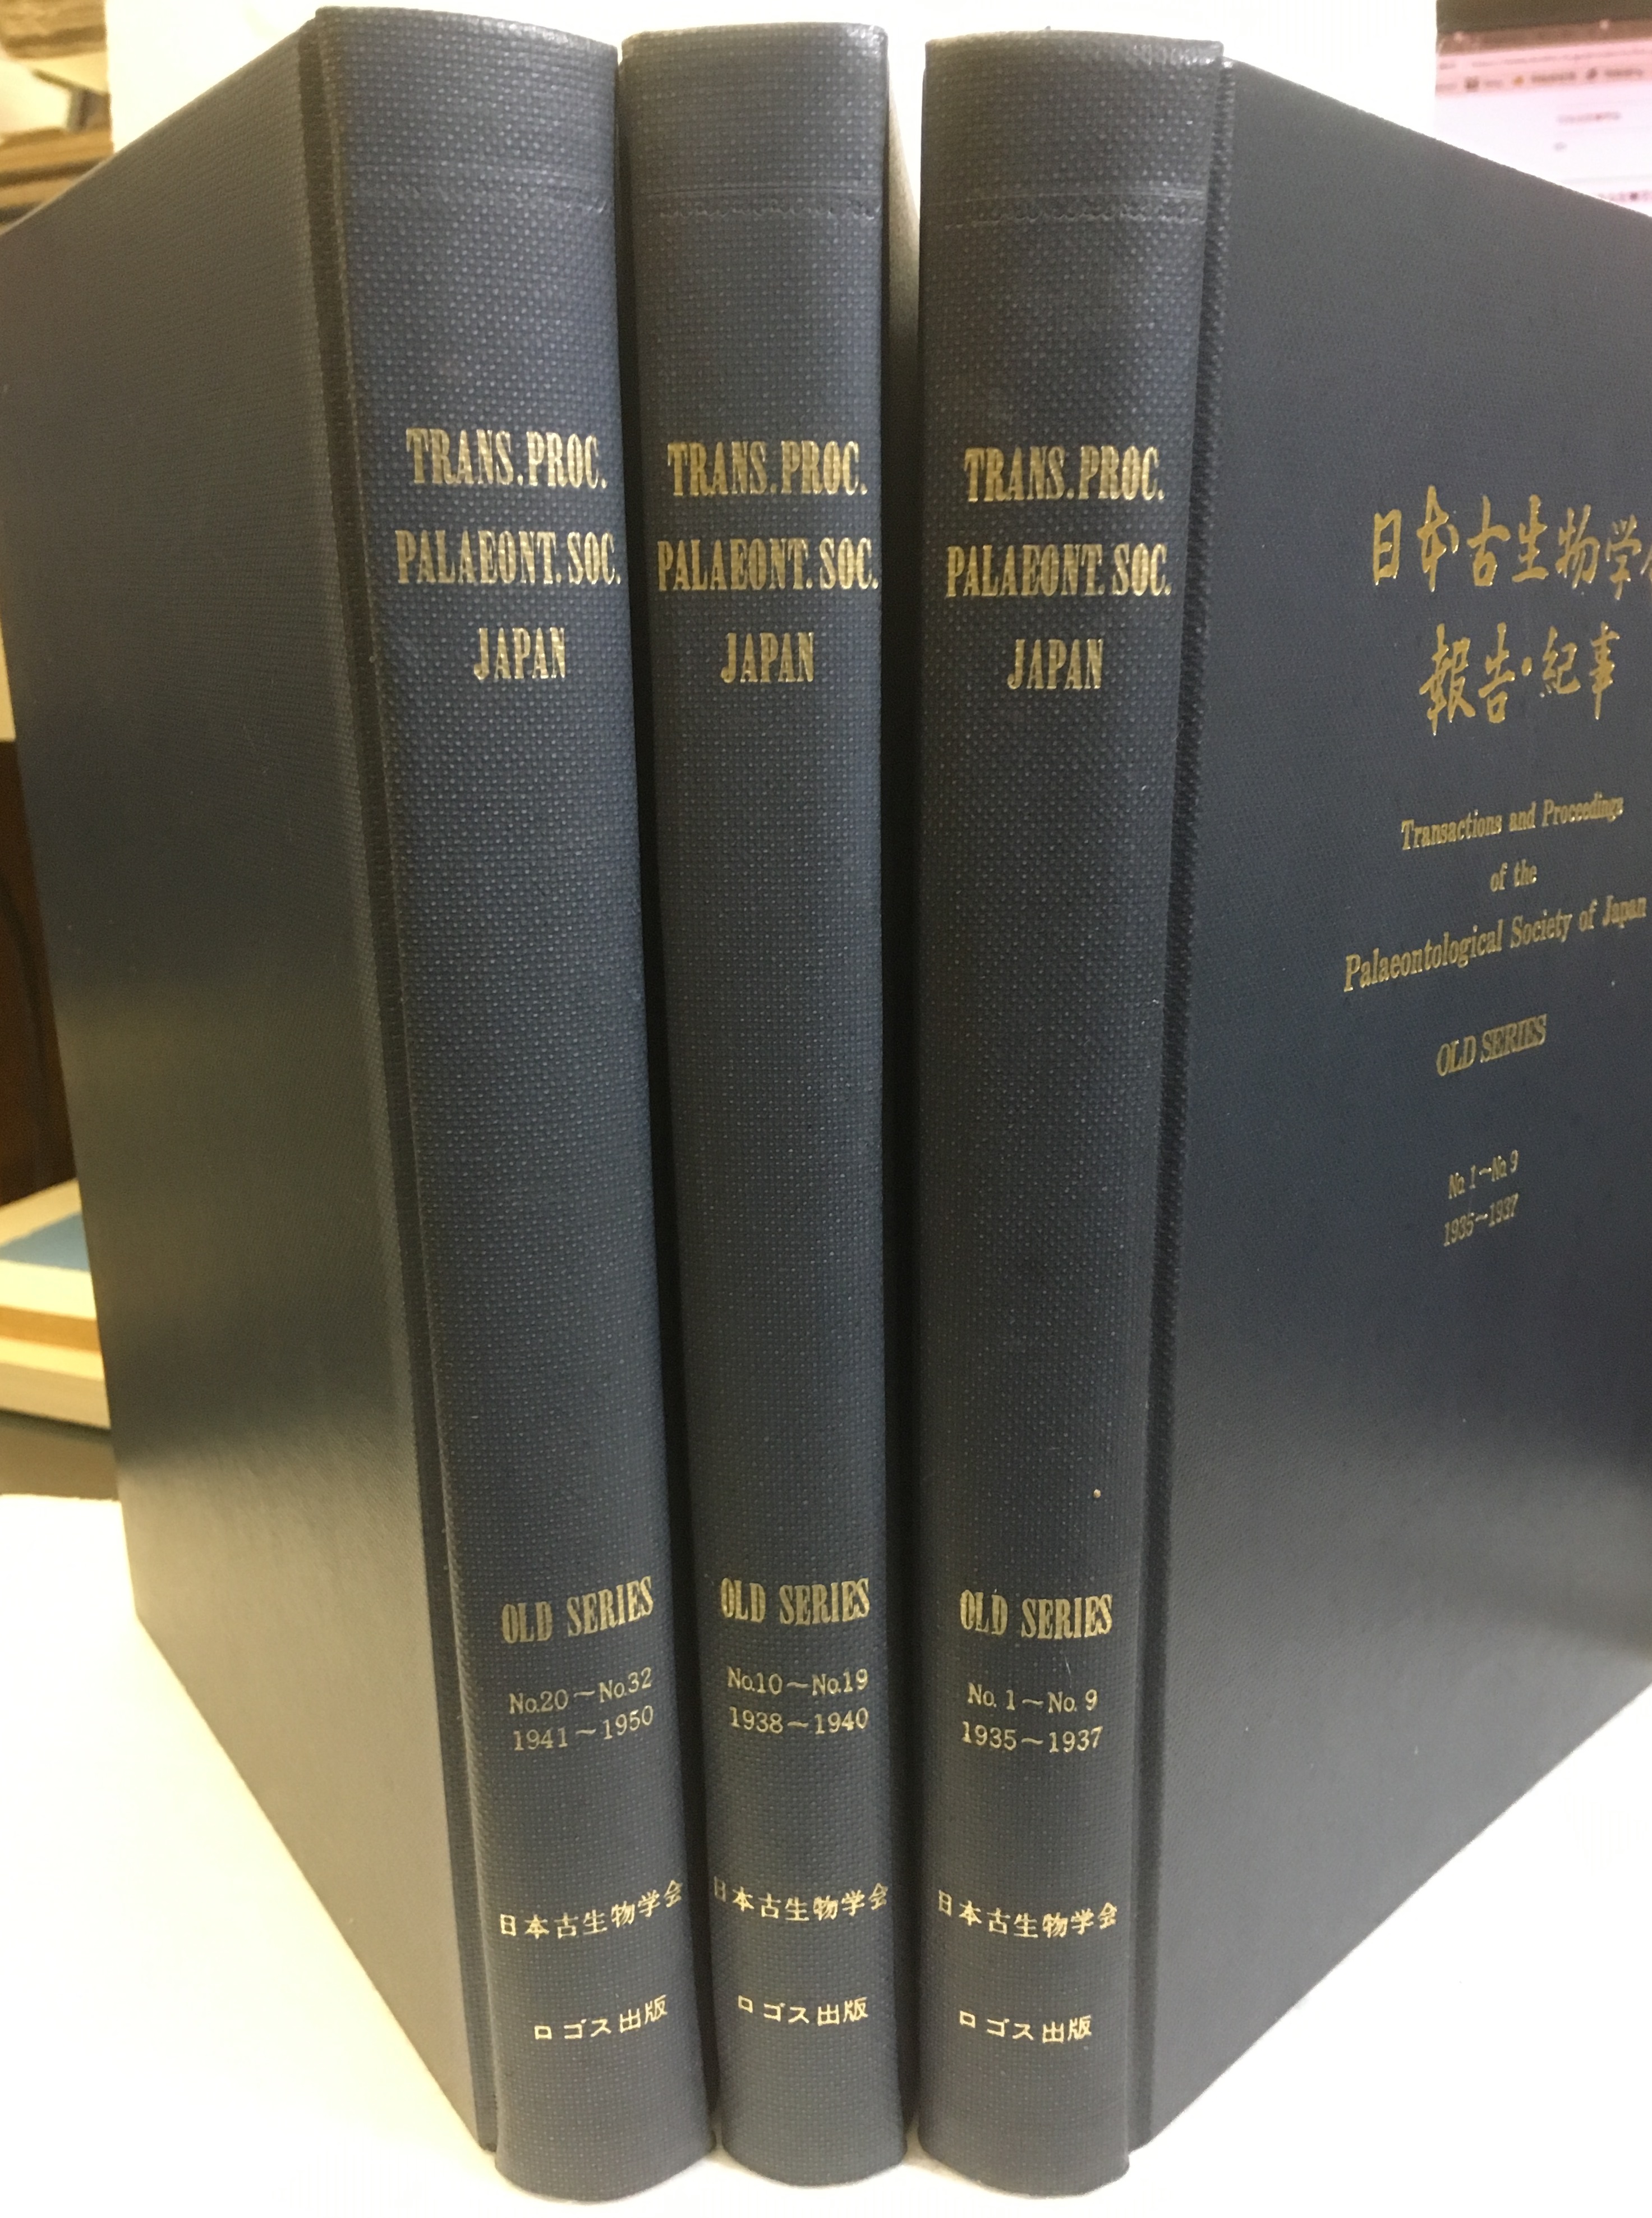 TRANS.PROC.
PALAEONT.SOC.
JAPAN
OLD SERIES
No.20～No.32
1941～1950
日本古生物学会
ロゴス出版
TRANS.PROC.
PALAEONT.SOC.
JAPAN
OLD SERIES
No.10～No.19
1938～1940
日本古生物学会
ロゴス出版
TRANS.PROC.
PALAEONT.SOC.
JAPAN
OLD SERIES
No.1～No.9
1935～1937
日本古生物学会
ロゴス出版
日本古生物学
報告・紀事
Transactions and Proceedings
of the
Palaeontological Society of Japan
OLD SERIES
No.1～No.9
1935～1937